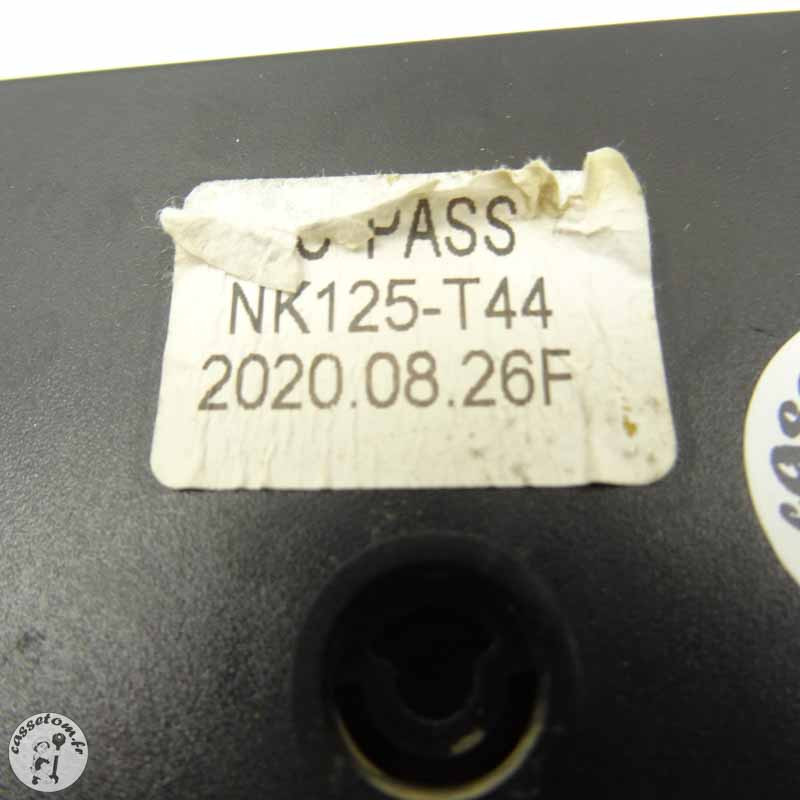 PASS
NK125-T44
2020.08.26F
cassetom.fr